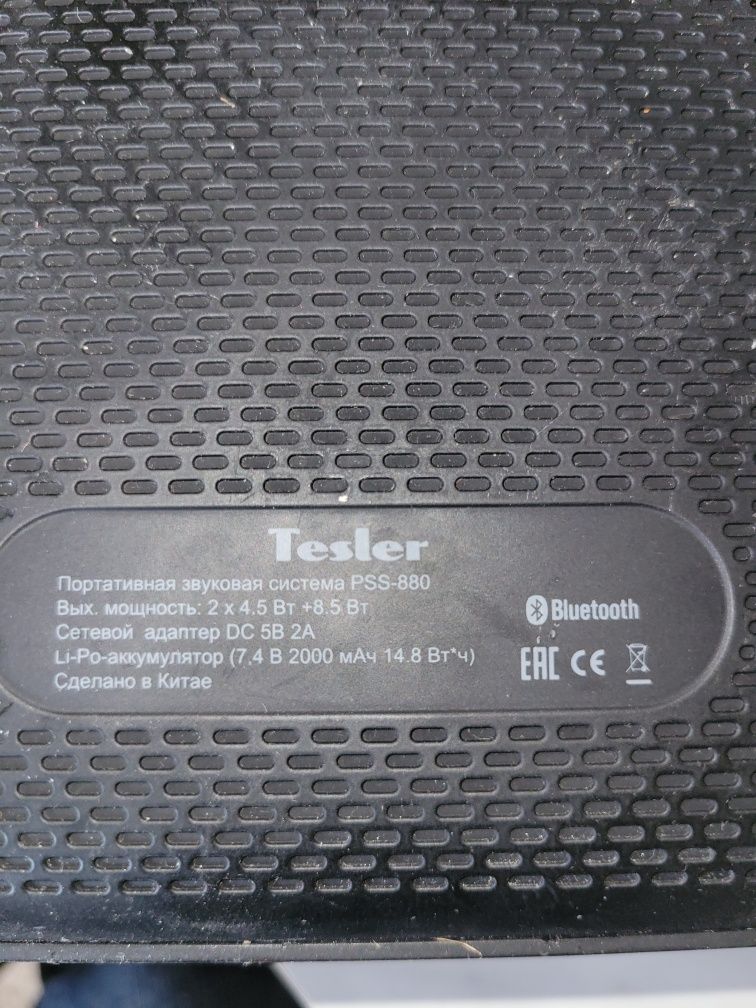 Tesler
Портативная звуковая система PSS-880
Вых. мощность: 2 x 4.5 Вт +8.5 Вт
Сетевой адаптер DC 5В 2А
Li-Po-аккумулятор (7,4 В 2000 мАч 14.8 Вт*ч)
Сделано в Китае
Bluetooth
EAC CE